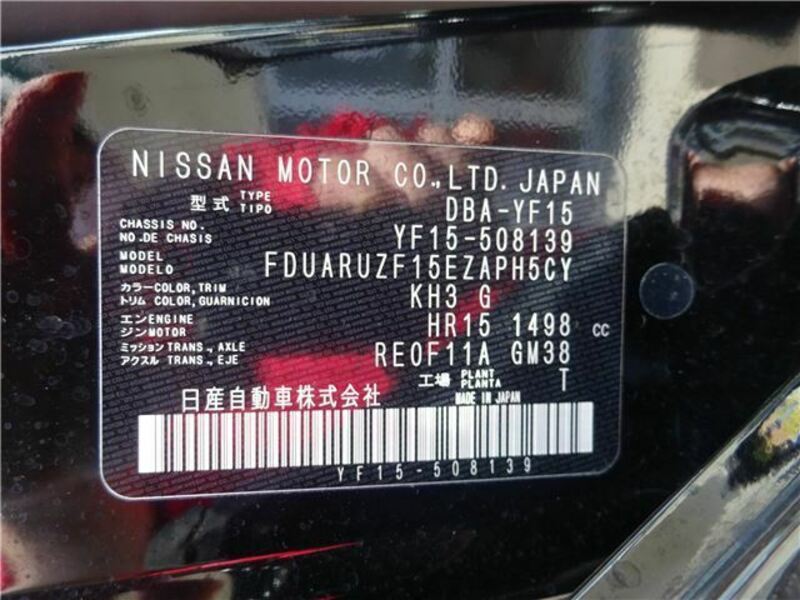 NISSAN MOTOR CO.,LTD. JAPAN
型式 TYPE TIPO DBA-YF15
CHASSIS NO.
NO.DE CHASIS YF15-508139
MODEL
MODELO FDUARUZF15EZAPH5CY
カラー COLOR, TRIM
トリム COLOR, GUARNICION KH3 G
エン ENGINE
ジン MOTOR HR15 1498 cc
ミッション TRANS., AXLE
アクスル TRANS., EJE RE0F11A GM38
工場 PLANT PLANTA T
日産自動車株式会社 MADE IN JAPAN
YF15-508139